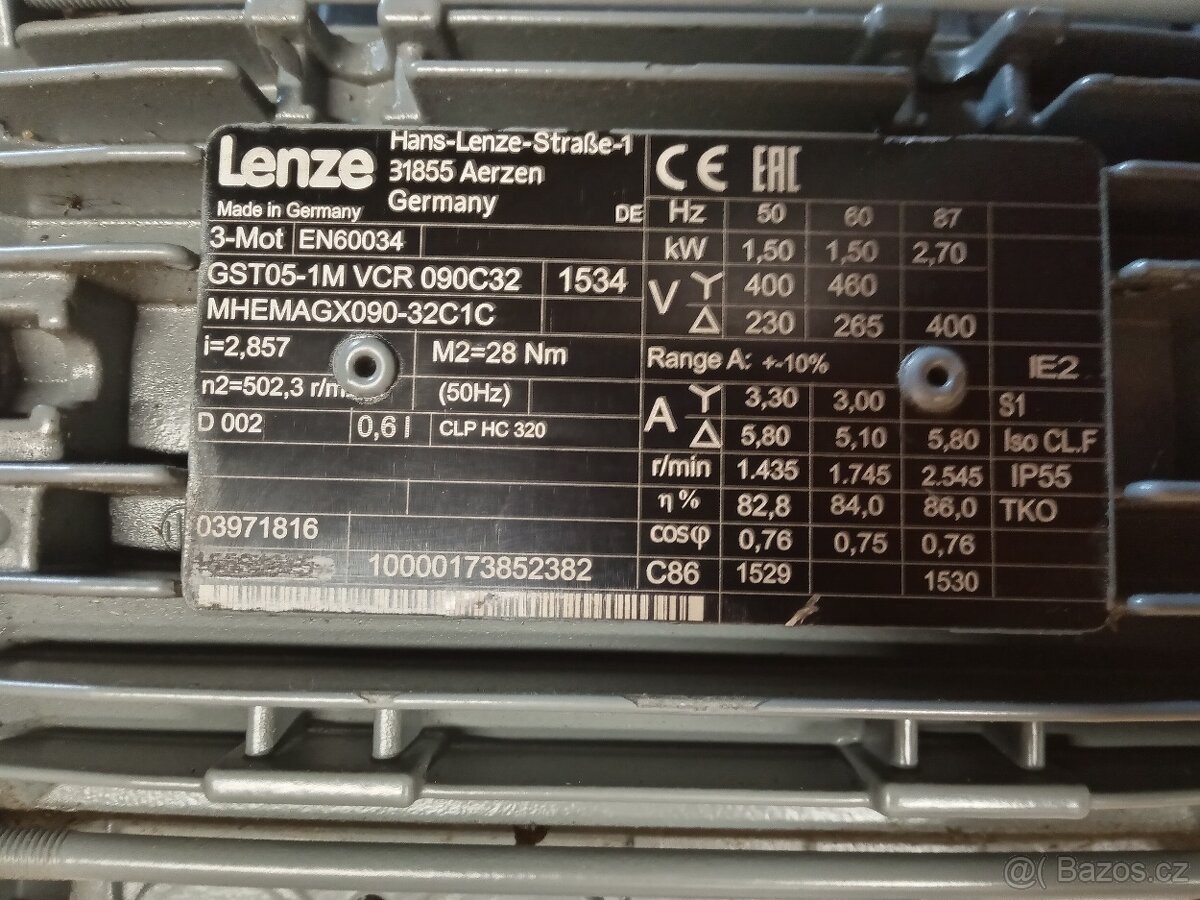 Lenze
Hans-Lenze-Straße-1
31855 Aerzen
Germany
Made in Germany
DE
3-Mot EN60034
GST05-1M VCR 090C32 1534
MHEMAGX090-32C1C
i=2,857 M2=28 Nm
n2=502,3 (50Hz)
D 002 0,6 l CLP HC 320
03971816
10000173852382
CE EAC
Hz 50 60 87
kW 1,50 1,50 2,70
V Y 400 460
Δ 230 265 400
Range A: +-10% IE2
A Y 3,30 3,00 S1
Δ 5,80 5,10 5,80 Iso CL.F
r/min 1.435 1.745 2.545 IP55
η % 82,8 84,0 86,0 TKO
cosφ 0,76 0,75 0,76
C86 1529 1530
@( Bazos.cz